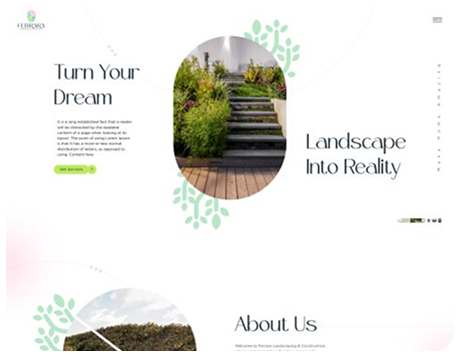 FERRARA
Turn Your
Dream
It is a long established fact that a reader
will be distracted by the readable
content of a page when looking at its
layout. The point of using Lorem Ipsum
is that it has a more-or-less normal
distribution of letters, as opposed to
using 'Content here
Get Services
Landscape
Into Reality
About Us
Welcome to Ferrara Landscaping & Construction